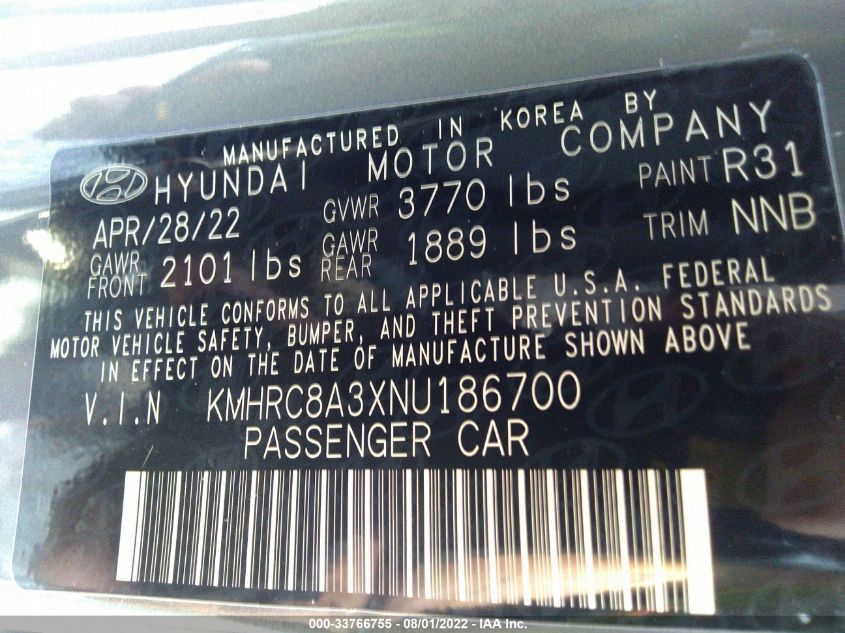 MANUFACTURED IN KOREA BY
HYUNDAI MOTOR COMPANY
APR/28/22 GVWR 3770 lbs PAINT R31
GAWR FRONT 2101 lbs GAWR REAR 1889 lbs TRIM NNB
THIS VEHICLE CONFORMS TO ALL APPLICABLE U.S.A. FEDERAL
MOTOR VEHICLE SAFETY, BUMPER, AND THEFT PREVENTION STANDARDS
IN EFFECT ON THE DATE OF MANUFACTURE SHOWN ABOVE
V.I.N KMHRC8A3XNU186700
PASSENGER CAR
000-33766755 - 08/01/2022 - IAA Inc.